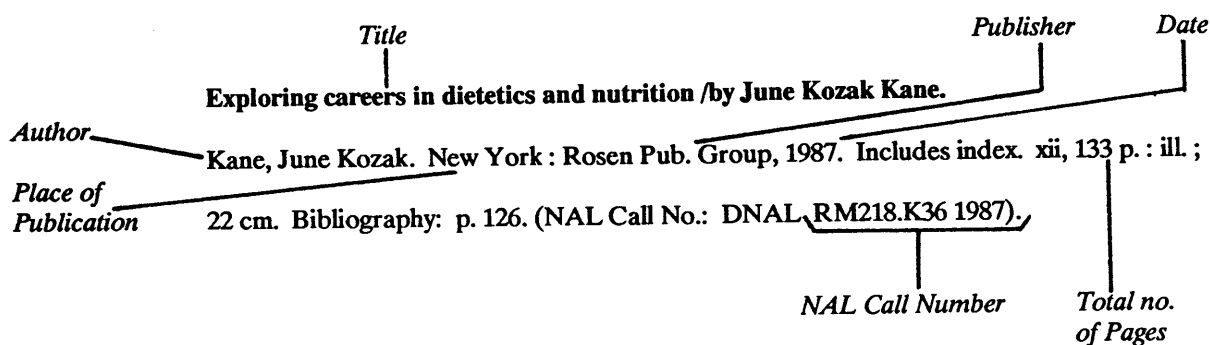 Title
Publisher
Date
Exploring careers in dietetics and nutrition /by June Kozak Kane.
Author
Kane, June Kozak. New York : Rosen Pub. Group, 1987. Includes index. xii, 133 p. : ill. ;
Place of
Publication
22 cm. Bibliography: p. 126. (NAL Call No.: DNAL RM218.K36 1987).
NAL Call Number
Total no.
of Pages